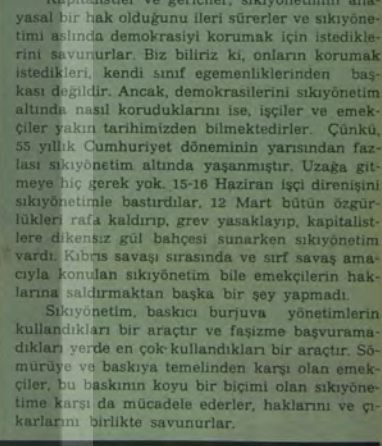 Kapitalistler ve gericiler, sıkıyönetimin ana-
yasal bir hak olduğunu ileri sürerler ve sıkıyöne-
timi aslında demokrasiyi korumak için istedikle-
rini savunurlar. Biz biliriz ki, onların korumak
istedikleri, kendi sınıf egemenliklerinden baş-
kası değildir. Ancak, demokrasilerini sıkıyönetim
altında nasıl koruduklarını ise, işçiler ve emek-
çiler yakın tarihimizden bilmektedirler. Çünkü,
55 yıllık Cumhuriyet döneminin yarısından faz-
lası sıkıyönetim altında yaşanmıştır. Uzağa git-
meye hiç gerek yok. 15-16 Haziran işçi direnişini
sıkıyönetimle bastırdılar, 12 Mart bütün özgür-
lükleri rafa kaldırıp, grev yasaklayıp, kapitalist-
lere dikensiz gül bahçesi sunarken sıkıyönetim
vardı. Kıbrıs savaşı sırasında ve sırf savaş ama-
cıyla konulan sıkıyönetim bile emekçilerin hak-
larına saldırmaktan başka bir şey yapmadı.
Sıkıyönetim, baskıcı burjuva yönetimlerin
kullandıkları bir araçtır ve faşizme başvurama-
dıkları yerde en çok kullandıkları bir araçtır. Sö-
mürüye ve baskıya temelinden karşı olan emek-
çiler, bu baskının koyu bir biçimi olan sıkıyöne-
time karşı da mücadele ederler, haklarını ve çı-
karlarını birlikte savunurlar.